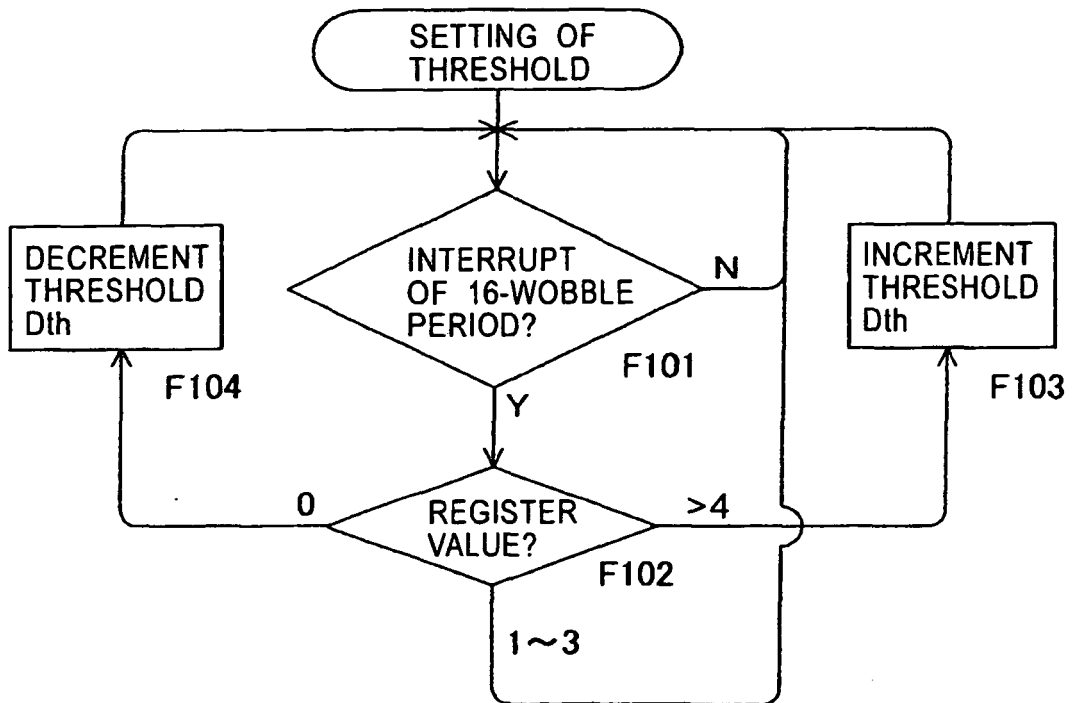 SETTING OF
THRESHOLD
DECREMENT
THRESHOLD
Dth
F104
INTERRUPT
OF 16-WOBBLE
PERIOD?
N
F101
INCREMENT
THRESHOLD
Dth
F103
Y
0
REGISTER
VALUE?
>4
F102
1~3